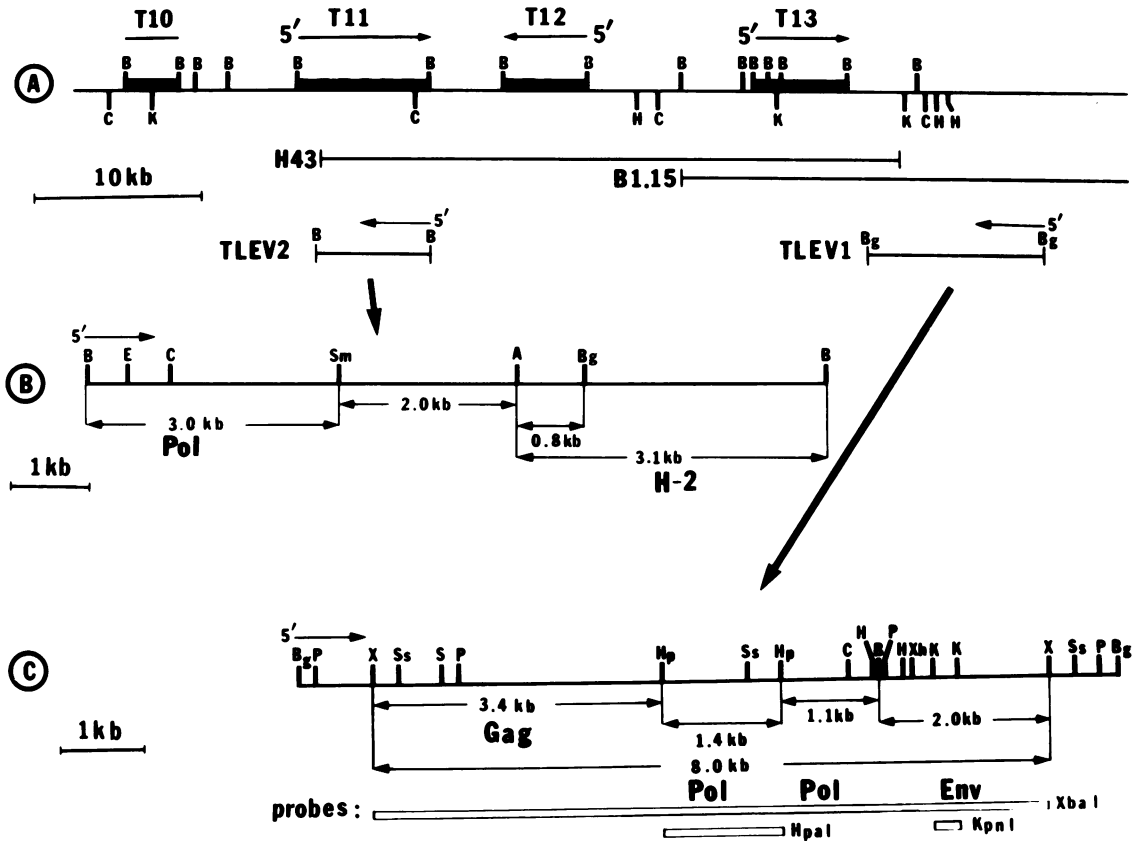 T10 T11 T12 T13
5′ 5′ 5′
A
B B B B B B B B B B B B B B B
C K C H C K K C H H
H43
B1.15
10 kb
5′ 5′
TLEV2 B B TLEV1 Bg Bg
5′
B
B E C Sm A Bg B
3.0 kb 2.0 kb 0.8 kb
Pol
3.1 kb
1 kb
H-2
5′
C
H P
Bg P X Ss S P Hp Ss Hp C B H Xh K K X Ss P Bg
3.4 kb 1.1 kb 2.0 kb
Gag
1.4 kb
1 kb
8.0 kb
Pol Pol Env
probes : Xba I
Hpa I Kpn I